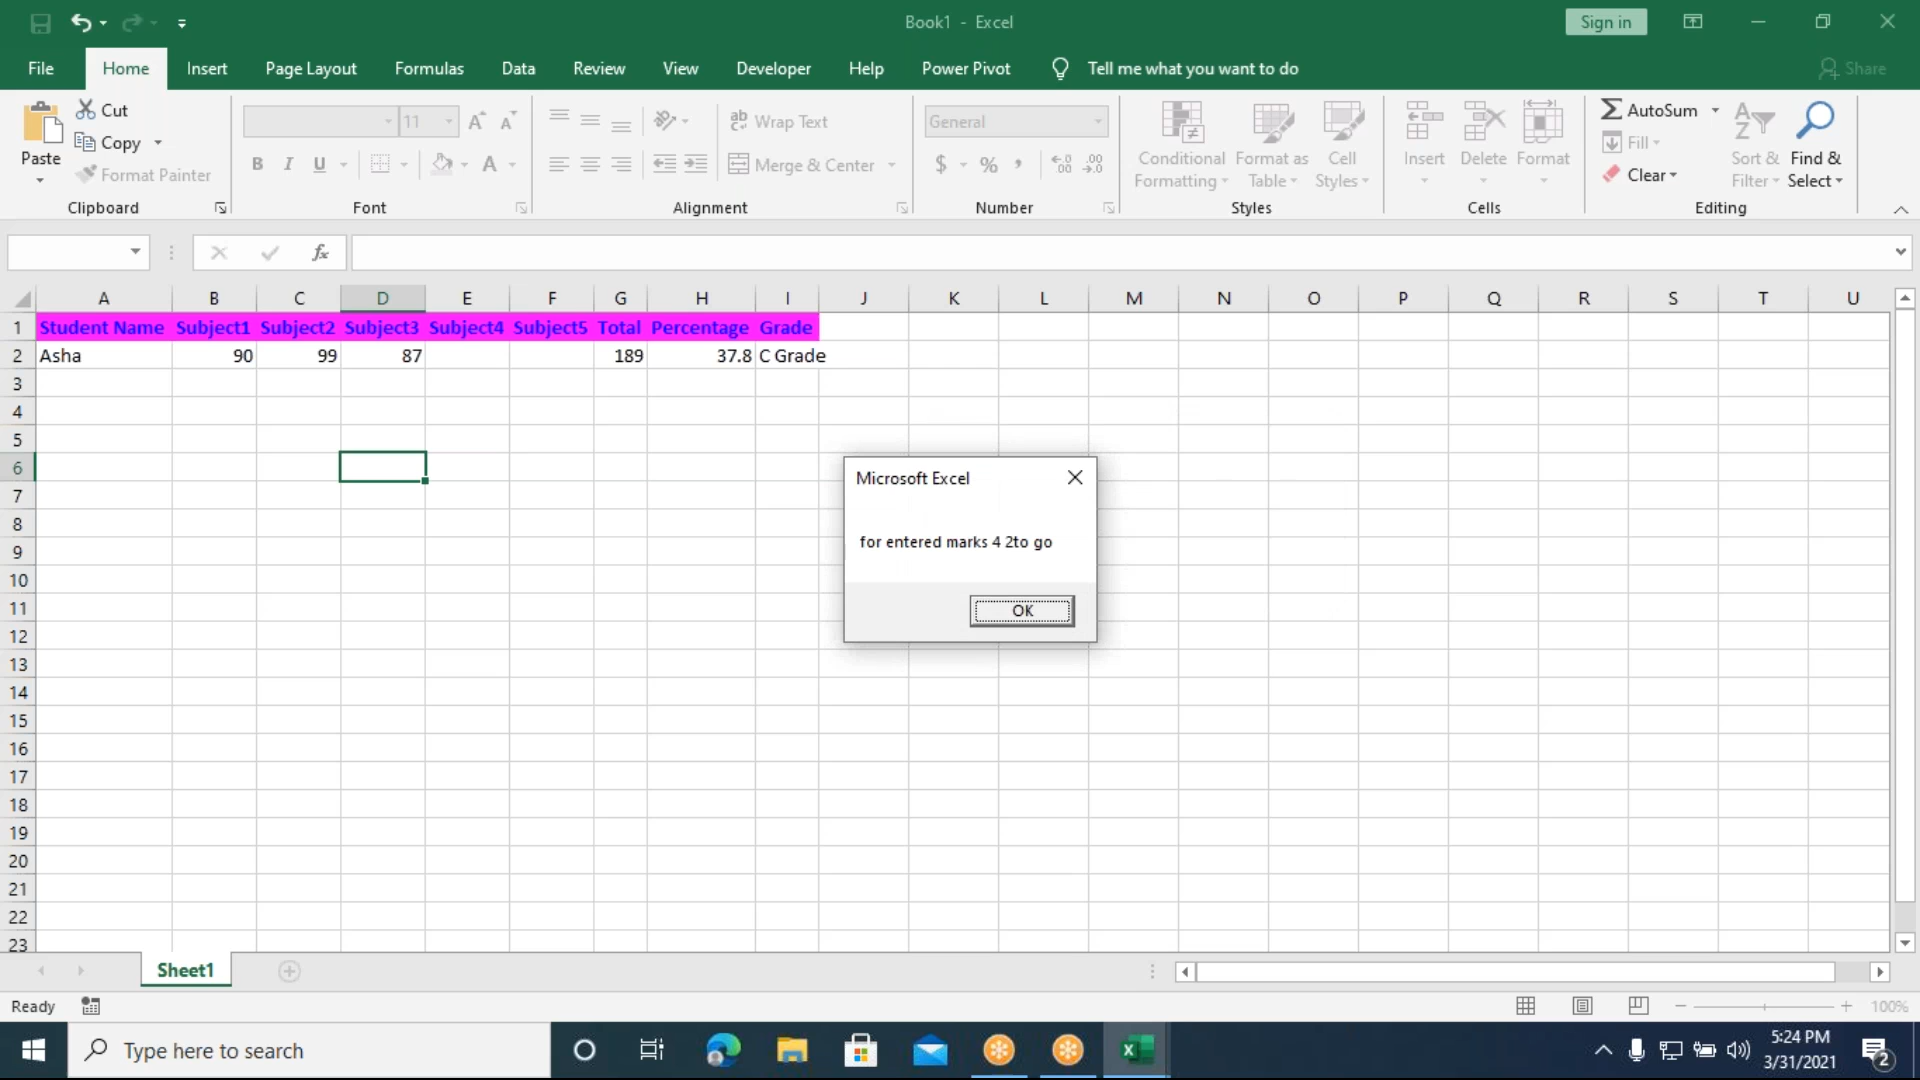 Book1 - Excel
Sign in
File Home Insert Page Layout Formulas Data Review View Developer Help Power Pivot Tell me what you want to do Share
Paste
Cut
Copy
Format Painter
Clipboard
11
A A
B I U A
Font
ab Wrap Text
Merge & Center
Alignment
General
$ % ,
Number
Conditional Formatting
Format as Table
Cell Styles
Styles
Insert
Delete
Format
Cells
AutoSum
Fill
Clear
Sort & Filter
Find & Select
Editing
fx
A B C D E F G H I J K L M N O P Q R S T U
1 Student Name Subject1 Subject2 Subject3 Subject4 Subject5 Total Percentage Grade
2 Asha 90 99 87 189 37.8 C Grade
3
4
5
6
7
8
9
10
11
12
13
14
15
16
17
18
19
20
21
22
23
Microsoft Excel
for entered marks 4 2to go
OK
Sheet1
Ready
100%
Type here to search
5:24 PM
3/31/2021
2